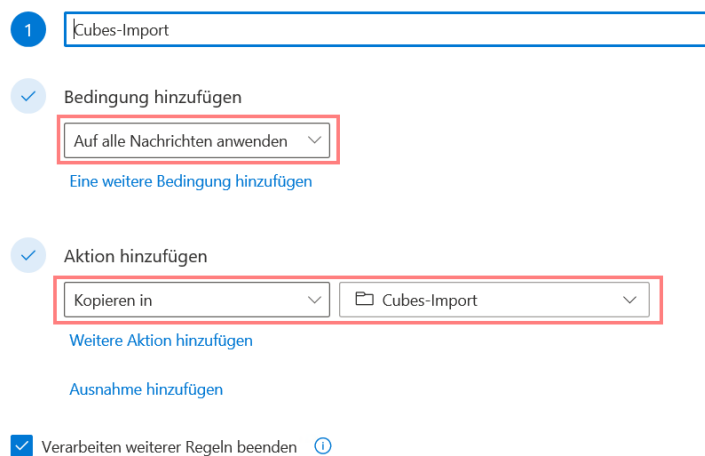 1
Cubes-Import
Bedingung hinzufügen
Auf alle Nachrichten anwenden
Eine weitere Bedingung hinzufügen
Aktion hinzufügen
Kopieren in Cubes-Import
Weitere Aktion hinzufügen
Ausnahme hinzufügen
Verarbeiten weiterer Regeln beenden